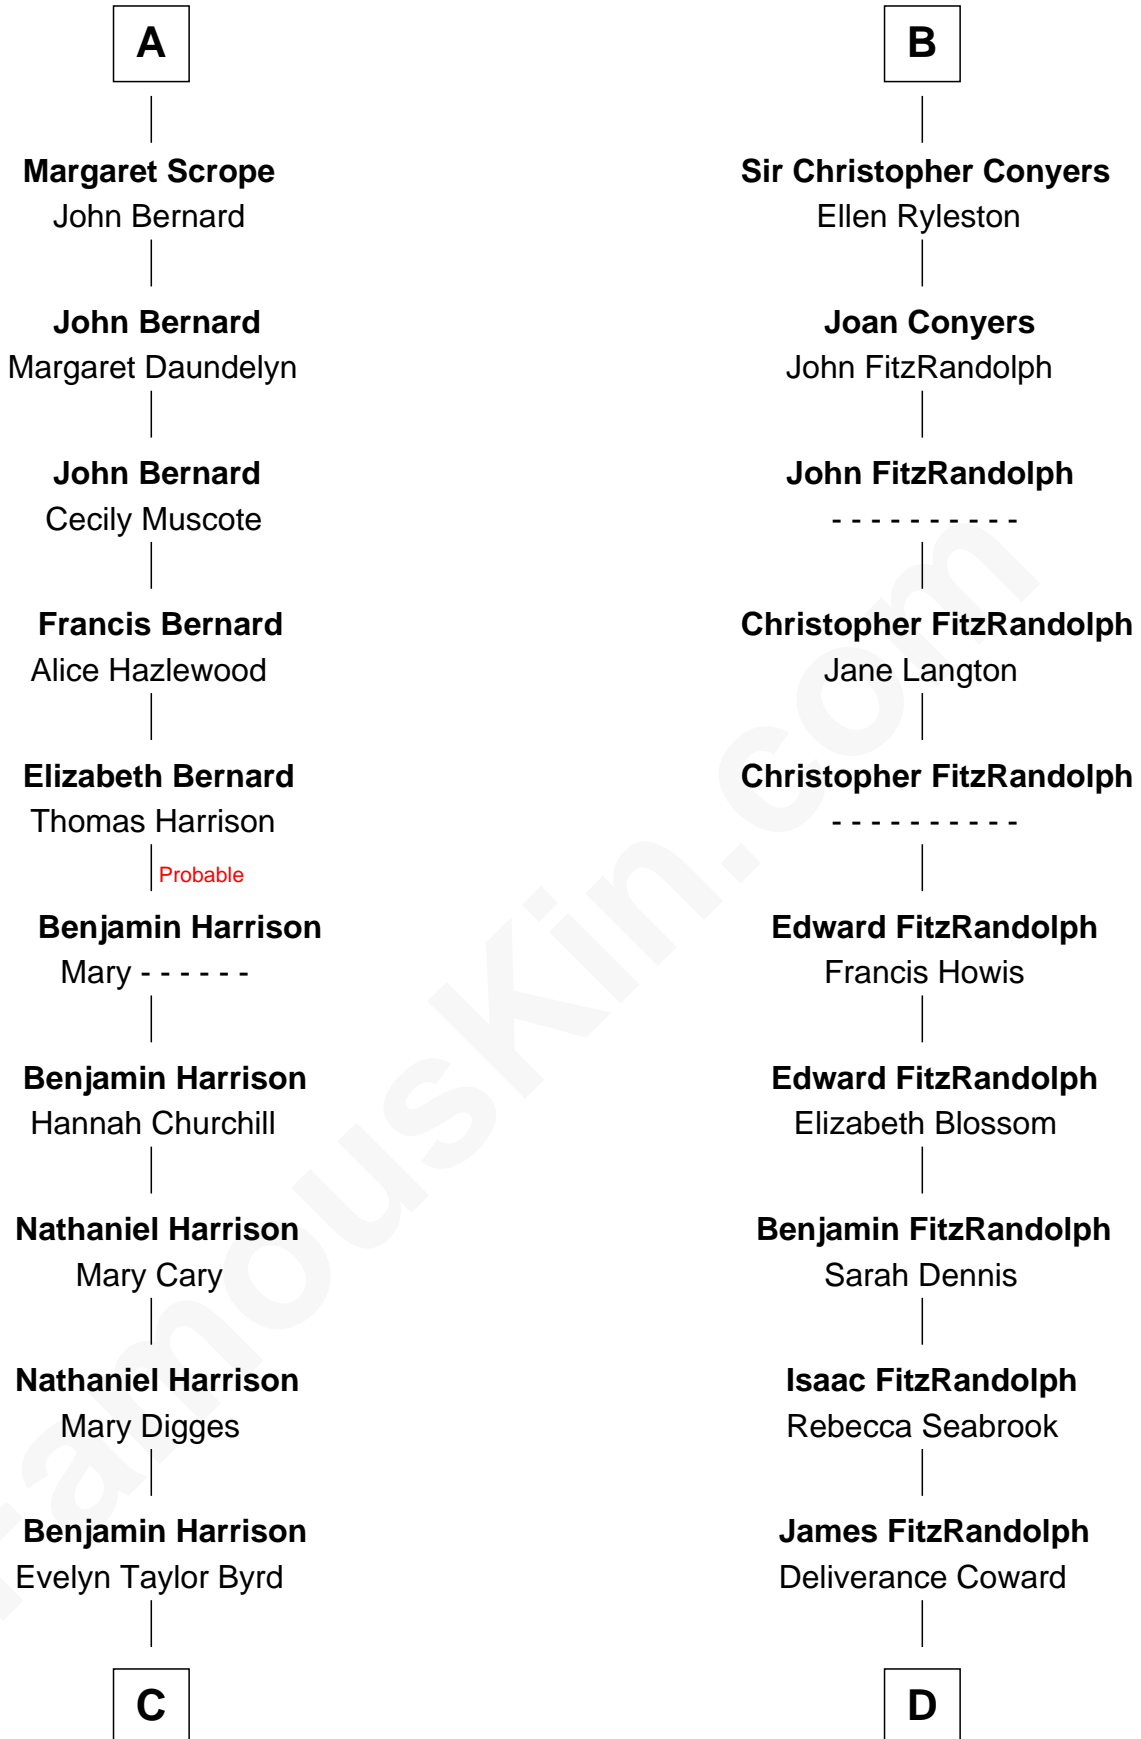 A
Margaret Scrope
John Bernard
John Bernard
Margaret Daundelyn
John Bernard
Cecily Muscote
Francis Bernard
Alice Hazlewood
Elizabeth Bernard
Thomas Harrison
Probable
Benjamin Harrison
Mary - - - - - -
Benjamin Harrison
Hannah Churchill
Nathaniel Harrison
Mary Cary
Nathaniel Harrison
Mary Digges
Benjamin Harrison
Evelyn Taylor Byrd
C
B
Sir Christopher Conyers
Ellen Ryleston
Joan Conyers
John FitzRandolph
John FitzRandolph
- - - - - - - - - -
Christopher FitzRandolph
Jane Langton
Christopher FitzRandolph
- - - - - - - - - -
Edward FitzRandolph
Francis Howis
Edward FitzRandolph
Elizabeth Blossom
Benjamin FitzRandolph
Sarah Dennis
Isaac FitzRandolph
Rebecca Seabrook
James FitzRandolph
Deliverance Coward
D
FamousKin.com